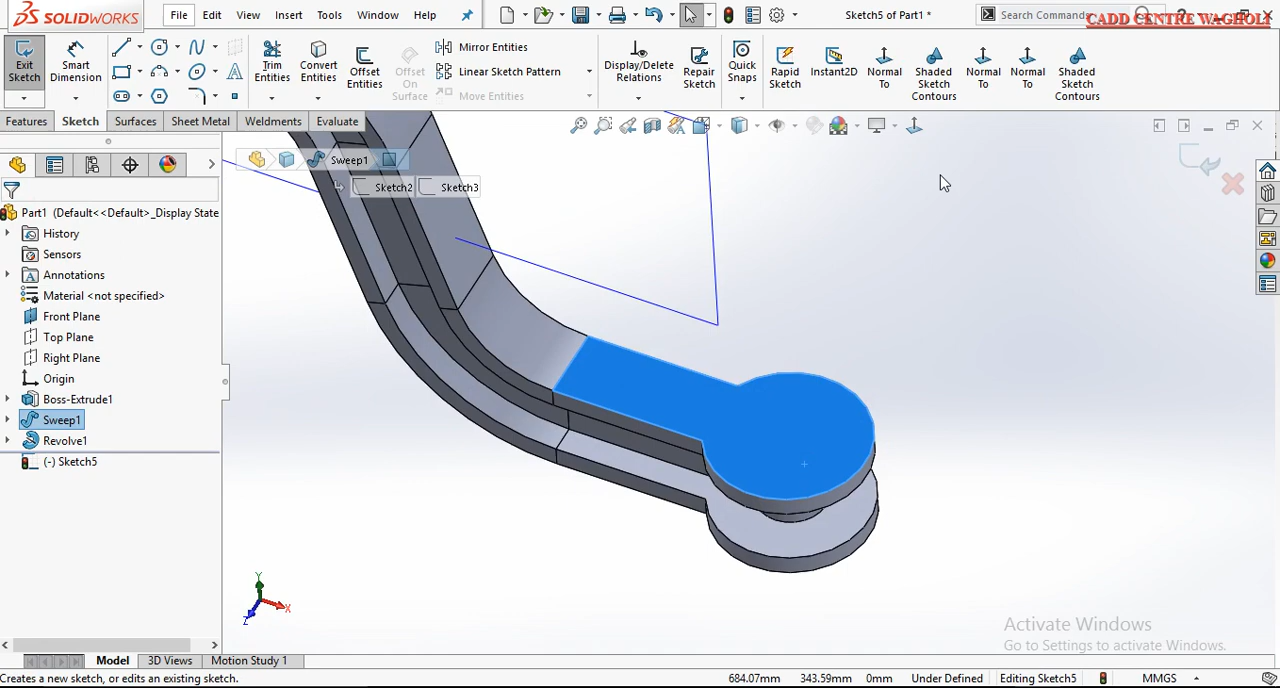 SOLIDWORKS
File Edit View Insert Tools Window Help
Sketch5 of Part1 *
Search Commands
CADD CENTRE WAGHOLI
Exit Sketch
Smart Dimension
Trim Entities
Convert Entities
Offset Entities
Offset On Surface
Mirror Entities
Linear Sketch Pattern
Move Entities
Display/Delete Relations
Repair Sketch
Quick Snaps
Rapid Sketch
Instant2D
Normal To
Shaded Sketch Contours
Normal To
Normal To
Shaded Sketch Contours
Features Sketch Surfaces Sheet Metal Weldments Evaluate
Sweep1
Sketch2 Sketch3
Part1 (Default<<Default>_Display State
History
Sensors
Annotations
Material <not specified>
Front Plane
Top Plane
Right Plane
Origin
Boss-Extrude1
Sweep1
Revolve1
(-) Sketch5
Y
X
Z
Activate Windows
Go to Settings to activate Windows.
Model 3D Views Motion Study 1
Creates a new sketch, or edits an existing sketch.
684.07mm 343.59mm 0mm Under Defined Editing Sketch5 MMGS